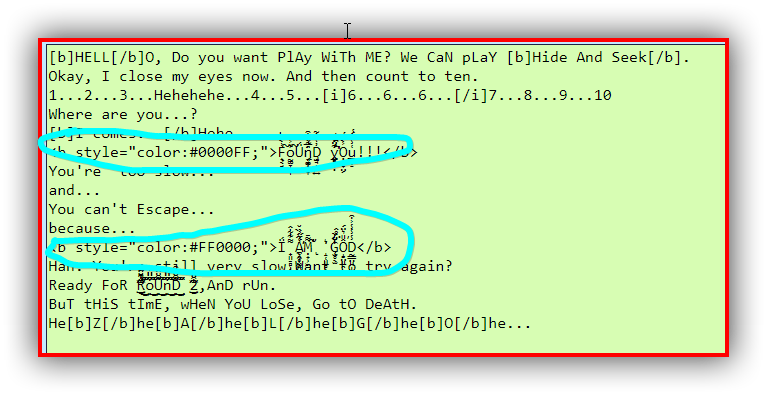 [b]HELL[/b]O, Do you want PlAy WiTh ME? We CaN pLaY [b]Hide And Seek[/b].
Okay, I close my eyes now. And then count to ten.
1...2...3...Hehehehe...4...5...[i]6...6...6...[/i]7...8...9...10
Where are you...?
[b]I comes...[/b]Hehe
<b style="color:#0000FF;">FoUnD yOu!!!</b>
You're too slow...
and...
You can't Escape...
because...
<b style="color:#FF0000;">I AM GOD</b>
Hah. You're still very slow.Want to try again?
Ready FoR RoUnD 2,AnD rUn.
BuT tHiS tImE, wHeN YoU LoSe, Go tO DeAtH.
He[b]Z[/b]he[b]A[/b]he[b]L[/b]he[b]G[/b]he[b]O[/b]he...